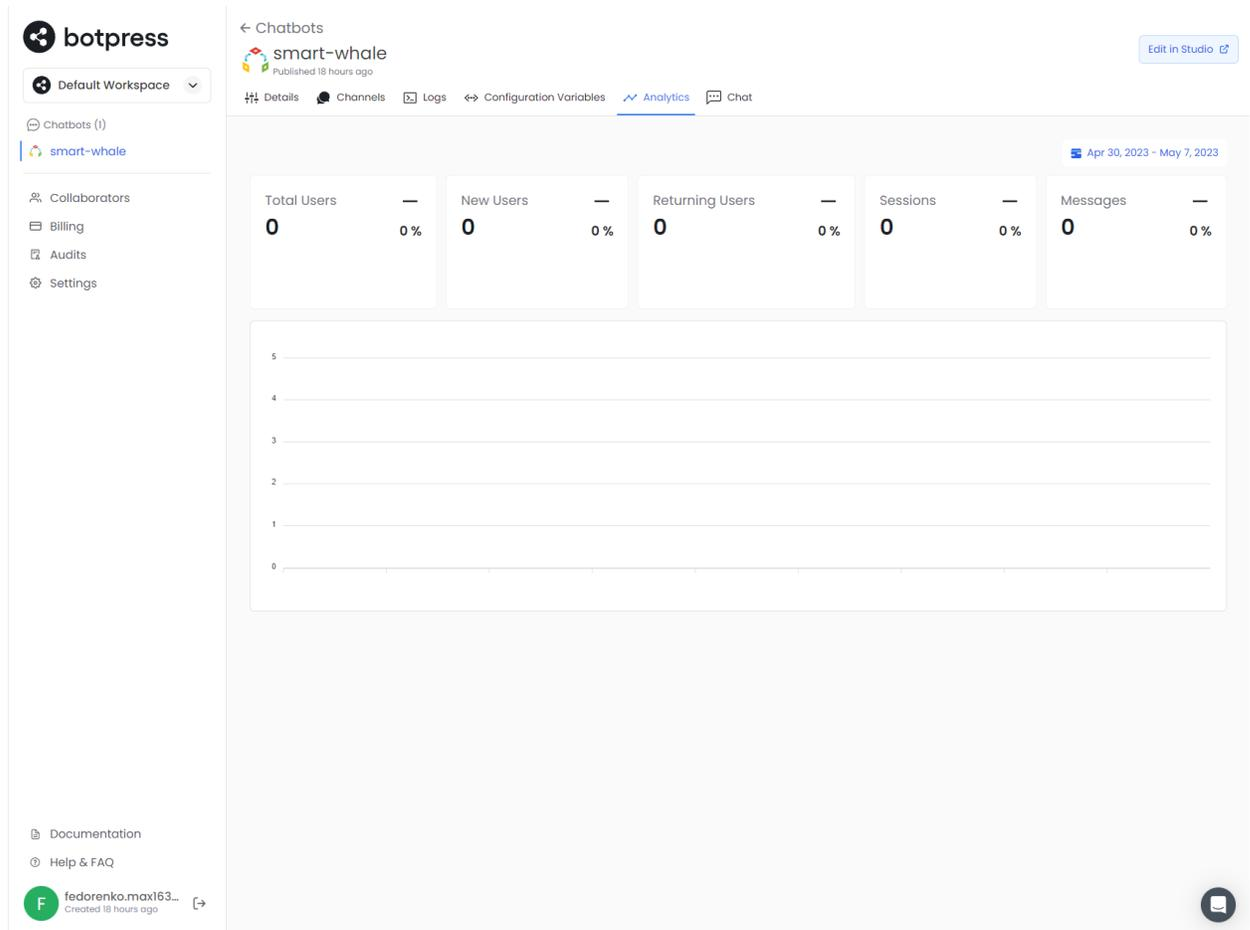 botpress
Default Workspace
Chatbots (1)
smart-whale
Collaborators
Billing
Audits
Settings
Documentation
Help & FAQ
F
fedorenko.max163...
Created 18 hours ago
← Chatbots
smart-whale
Published 18 hours ago
Edit in Studio
Details Channels Logs Configuration Variables Analytics Chat
Apr 30, 2023 - May 7, 2023
Total Users —
0 0 %
New Users —
0 0 %
Returning Users —
0 0 %
Sessions —
0 0 %
Messages —
0 0 %
5
4
3
2
1
0